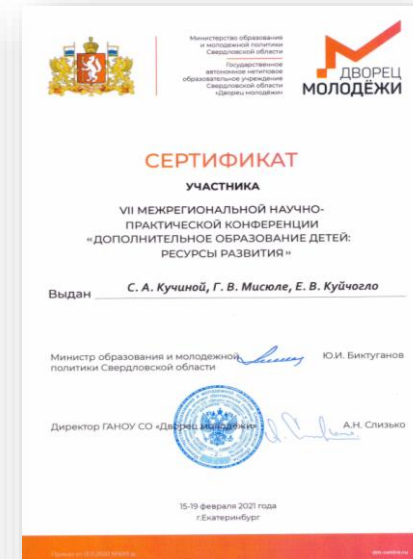 Министерство образования
и молодежной политики
Свердловской области
Государственное
автономное нетиповое
образовательное учреждение
Свердловской области
«Дворец молодёжи»
ДВОРЕЦ
МОЛОДЁЖИ
СЕРТИФИКАТ
УЧАСТНИКА
VII МЕЖРЕГИОНАЛЬНОЙ НАУЧНО-
ПРАКТИЧЕСКОЙ КОНФЕРЕНЦИИ
«ДОПОЛНИТЕЛЬНОЕ ОБРАЗОВАНИЕ ДЕТЕЙ:
РЕСУРСЫ РАЗВИТИЯ»
Выдан С. А. Кучиной, Г. В. Мисюле, Е. В. Куйчогло
Министр образования и молодежной
политики Свердловской области
Ю.И. Биктуганов
Директор ГАНОУ СО «Дворец молодёжи»
А.Н. Слизько
15-19 февраля 2021 года
г.Екатеринбург